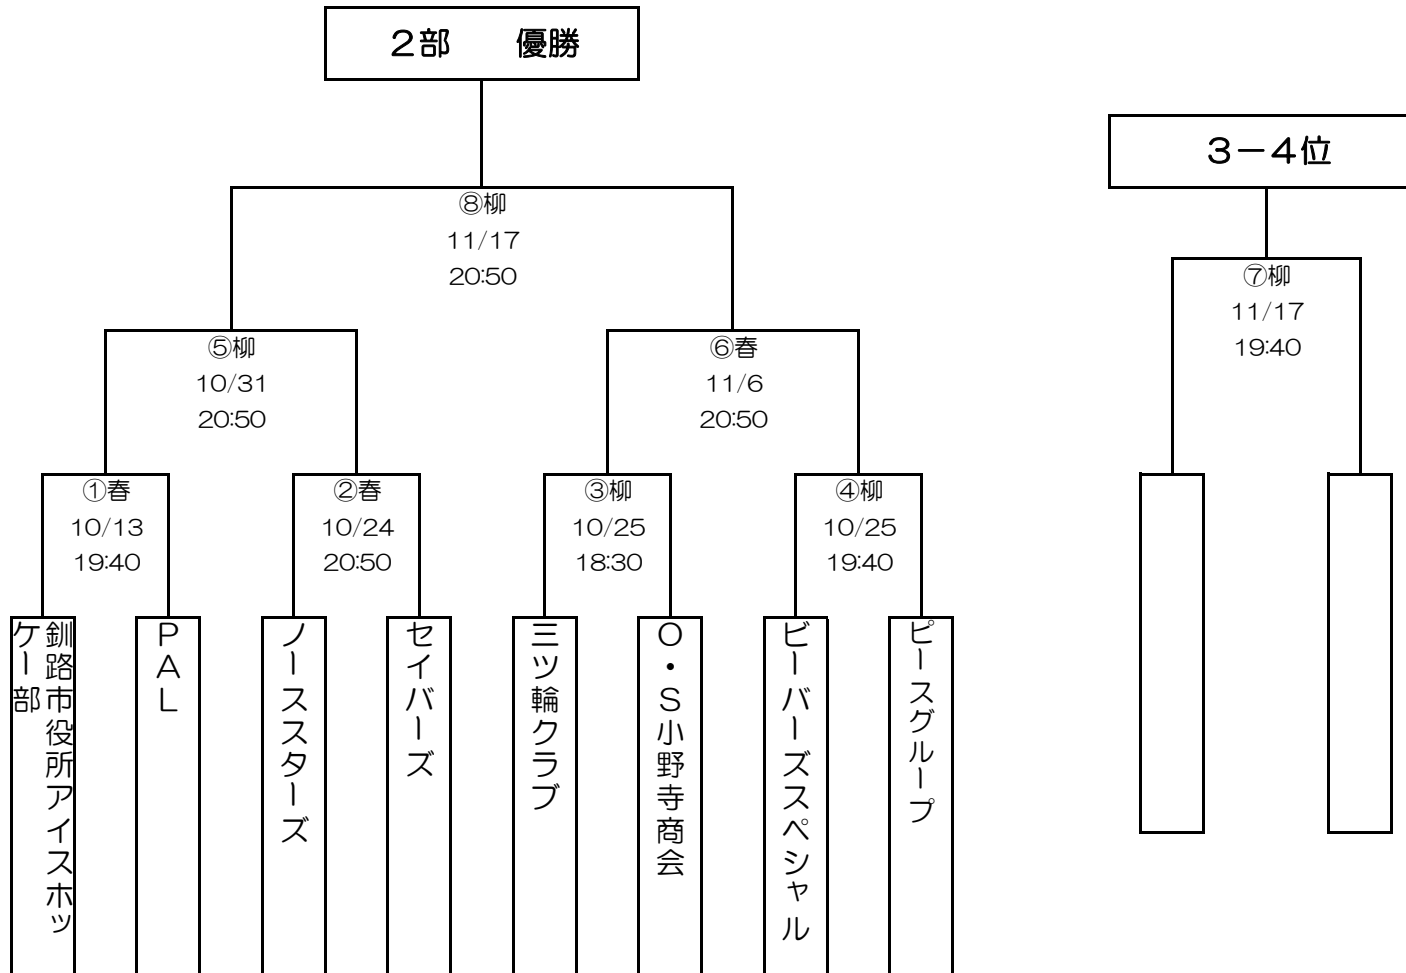 ２部　　優勝
３－４位
⑧柳
11/17
20:50
⑦柳
11/17
19:40
⑤柳
10/31
20:50
⑥春
11/6
20:50
①春
10/13
19:40
②春
10/24
20:50
③柳
10/25
18:30
④柳
10/25
19:40
釧路市役所アイスホッ
ケー部
ＰＡＬ
ノーススターズ
セイバーズ
三ツ輪クラブ
Ｏ・Ｓ小野寺商会
ビーバーズスペシャル
ピースグループ